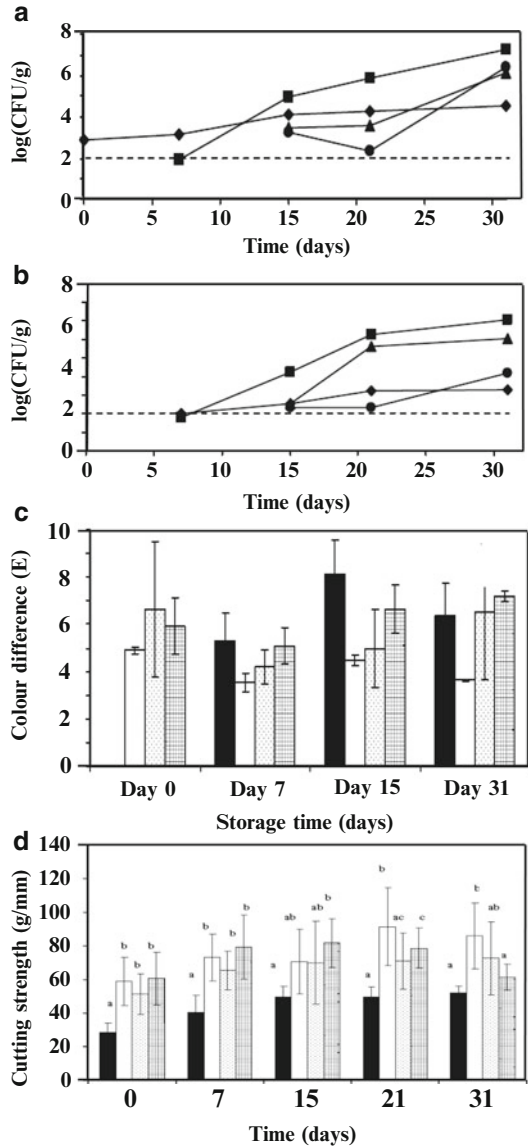 a
8
6
4
2
0
log(CFU/g)
0 5 10 15 20 25 30
Time (days)
b
8
6
4
2
0
log(CFU/g)
0 5 10 15 20 25 30
Time (days)
c
10
8
6
4
2
0
Colour difference (E)
Day 0 Day 7 Day 15 Day 31
Storage time (days)
d
140
120
100
80
60
40
20
0
Cutting strength (g/mm)
a b b b
a b b b
a ab ab b
a c ac c
a c ab a
0 7 15 21 31
Time (days)